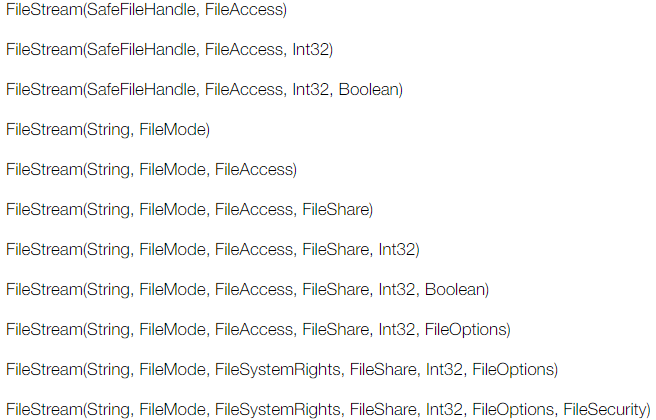 FileStream(SafeFileHandle, FileAccess)
FileStream(SafeFileHandle, FileAccess, Int32)
FileStream(SafeFileHandle, FileAccess, Int32, Boolean)
FileStream(String, FileMode)
FileStream(String, FileMode, FileAccess)
FileStream(String, FileMode, FileAccess, FileShare)
FileStream(String, FileMode, FileAccess, FileShare, Int32)
FileStream(String, FileMode, FileAccess, FileShare, Int32, Boolean)
FileStream(String, FileMode, FileAccess, FileShare, Int32, FileOptions)
FileStream(String, FileMode, FileSystemRights, FileShare, Int32, FileOptions)
FileStream(String, FileMode, FileSystemRights, FileShare, Int32, FileOptions, FileSecurity)